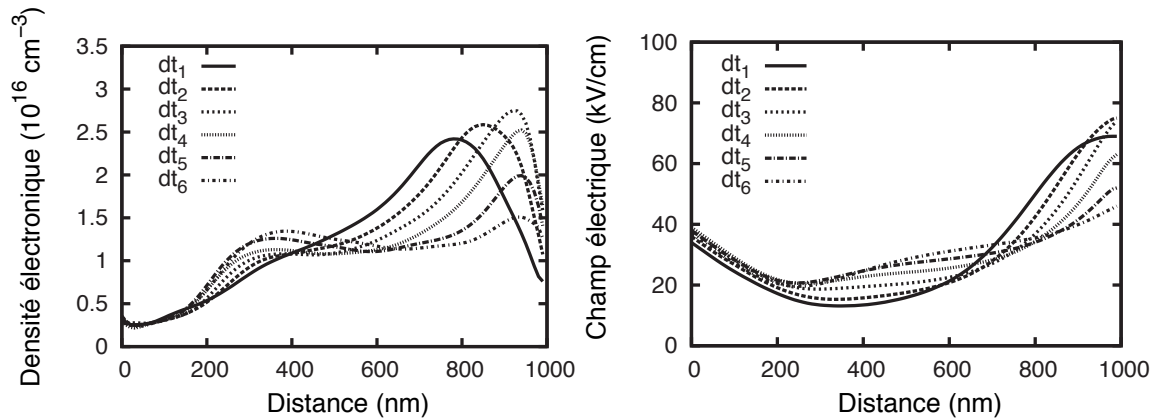 Densité électronique (10¹⁶ cm⁻³)
3.5
3
2.5
2
1.5
1
0.5
0
dt₁
dt₂
dt₃
dt₄
dt₅
dt₆
0 200 400 600 800 1000
Distance (nm)
Champ électrique (kV/cm)
100
80
60
40
20
0
dt₁
dt₂
dt₃
dt₄
dt₅
dt₆
0 200 400 600 800 1000
Distance (nm)